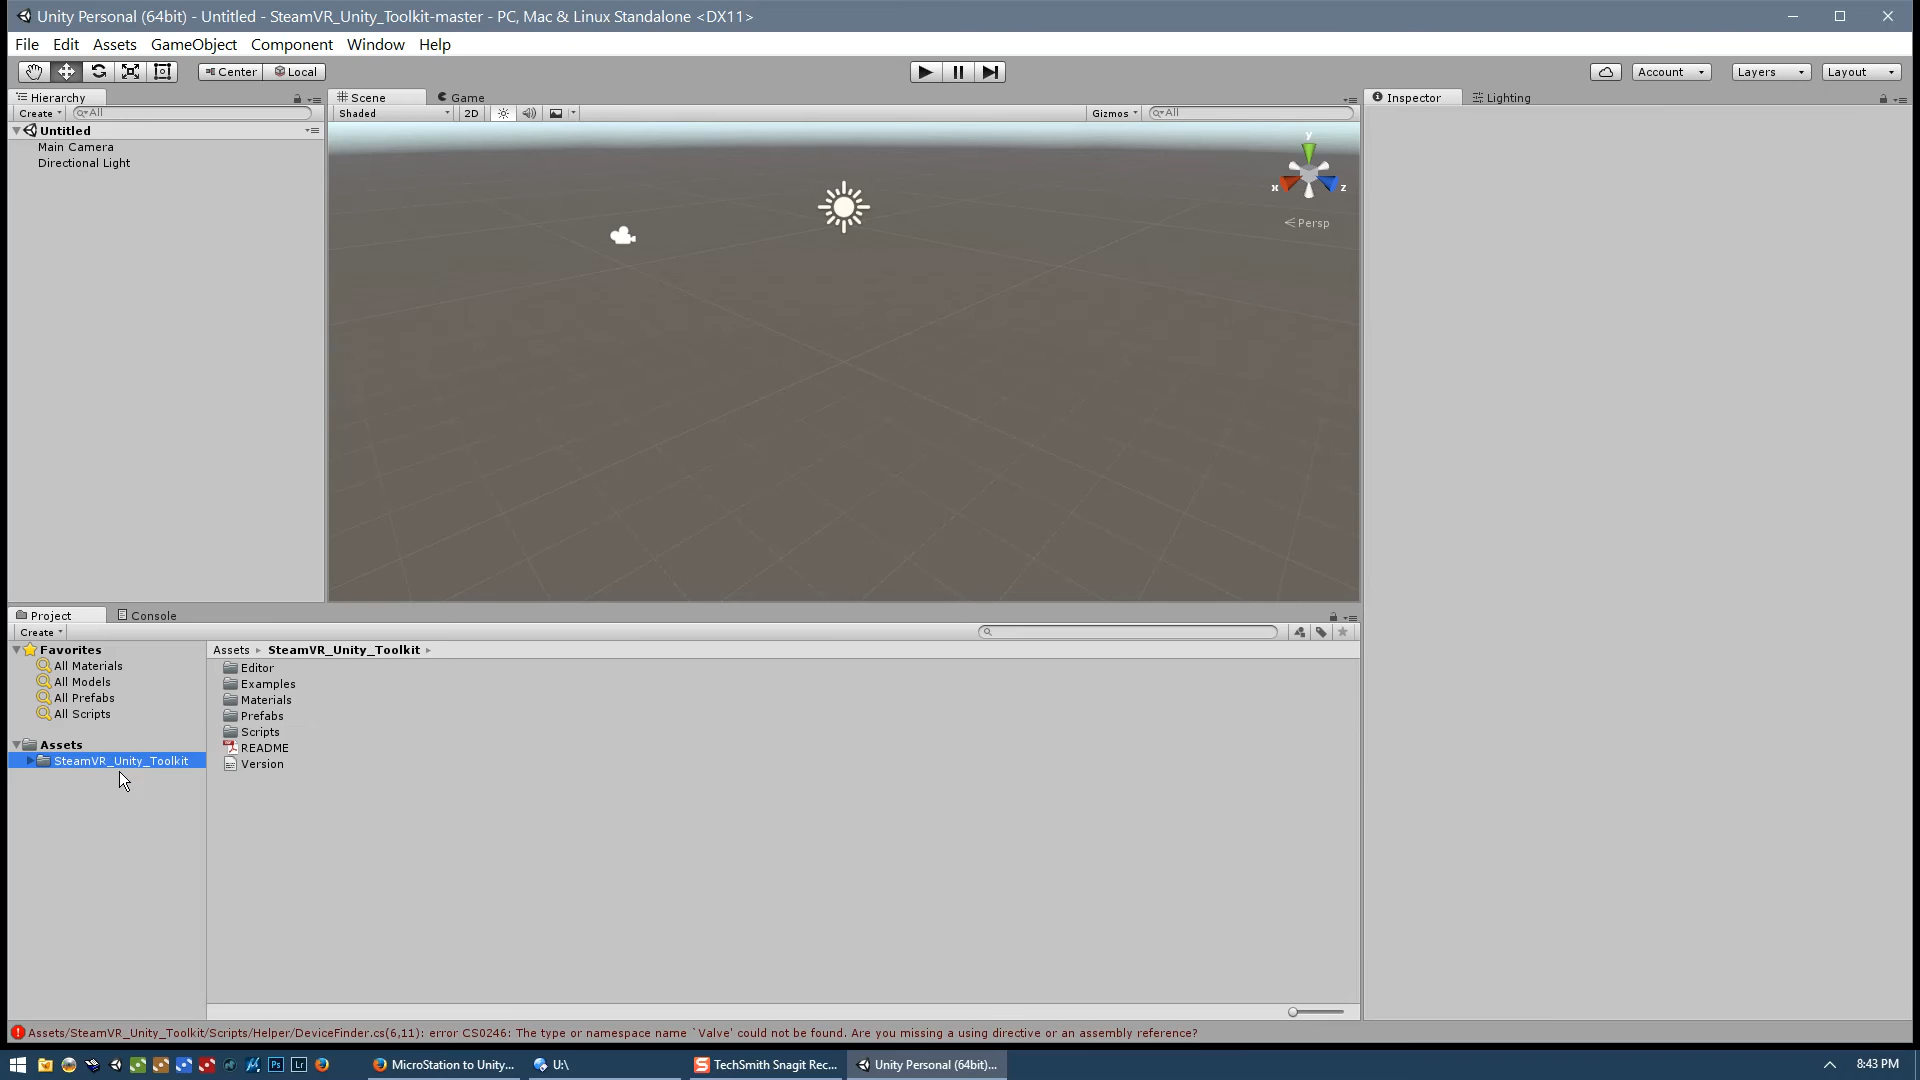 Unity Personal (64bit) - Untitled - SteamVR_Unity_Toolkit-master - PC, Mac & Linux Standalone <DX11>
File Edit Assets GameObject Component Window Help
Center Local Account Layers Layout
Hierarchy Scene Game Inspector Lighting
Create All Shaded 2D Gizmos All
Untitled
Main Camera
Directional Light
y
x z
Persp
Project Console
Create
Favorites Assets SteamVR_Unity_Toolkit
All Materials
All Models
All Prefabs
All Scripts
Assets
SteamVR_Unity_Toolkit
Editor
Examples
Materials
Prefabs
Scripts
README
Version
Assets/SteamVR_Unity_Toolkit/Scripts/Helper/DeviceFinder.cs(6,11): error CS0246: The type or namespace name `Valve' could not be found. Are you missing a using directive or an assembly reference?
Ps Lr MicroStation to Unity... U:\ TechSmith Snagit Rec... Unity Personal (64bit)... 8:43 PM